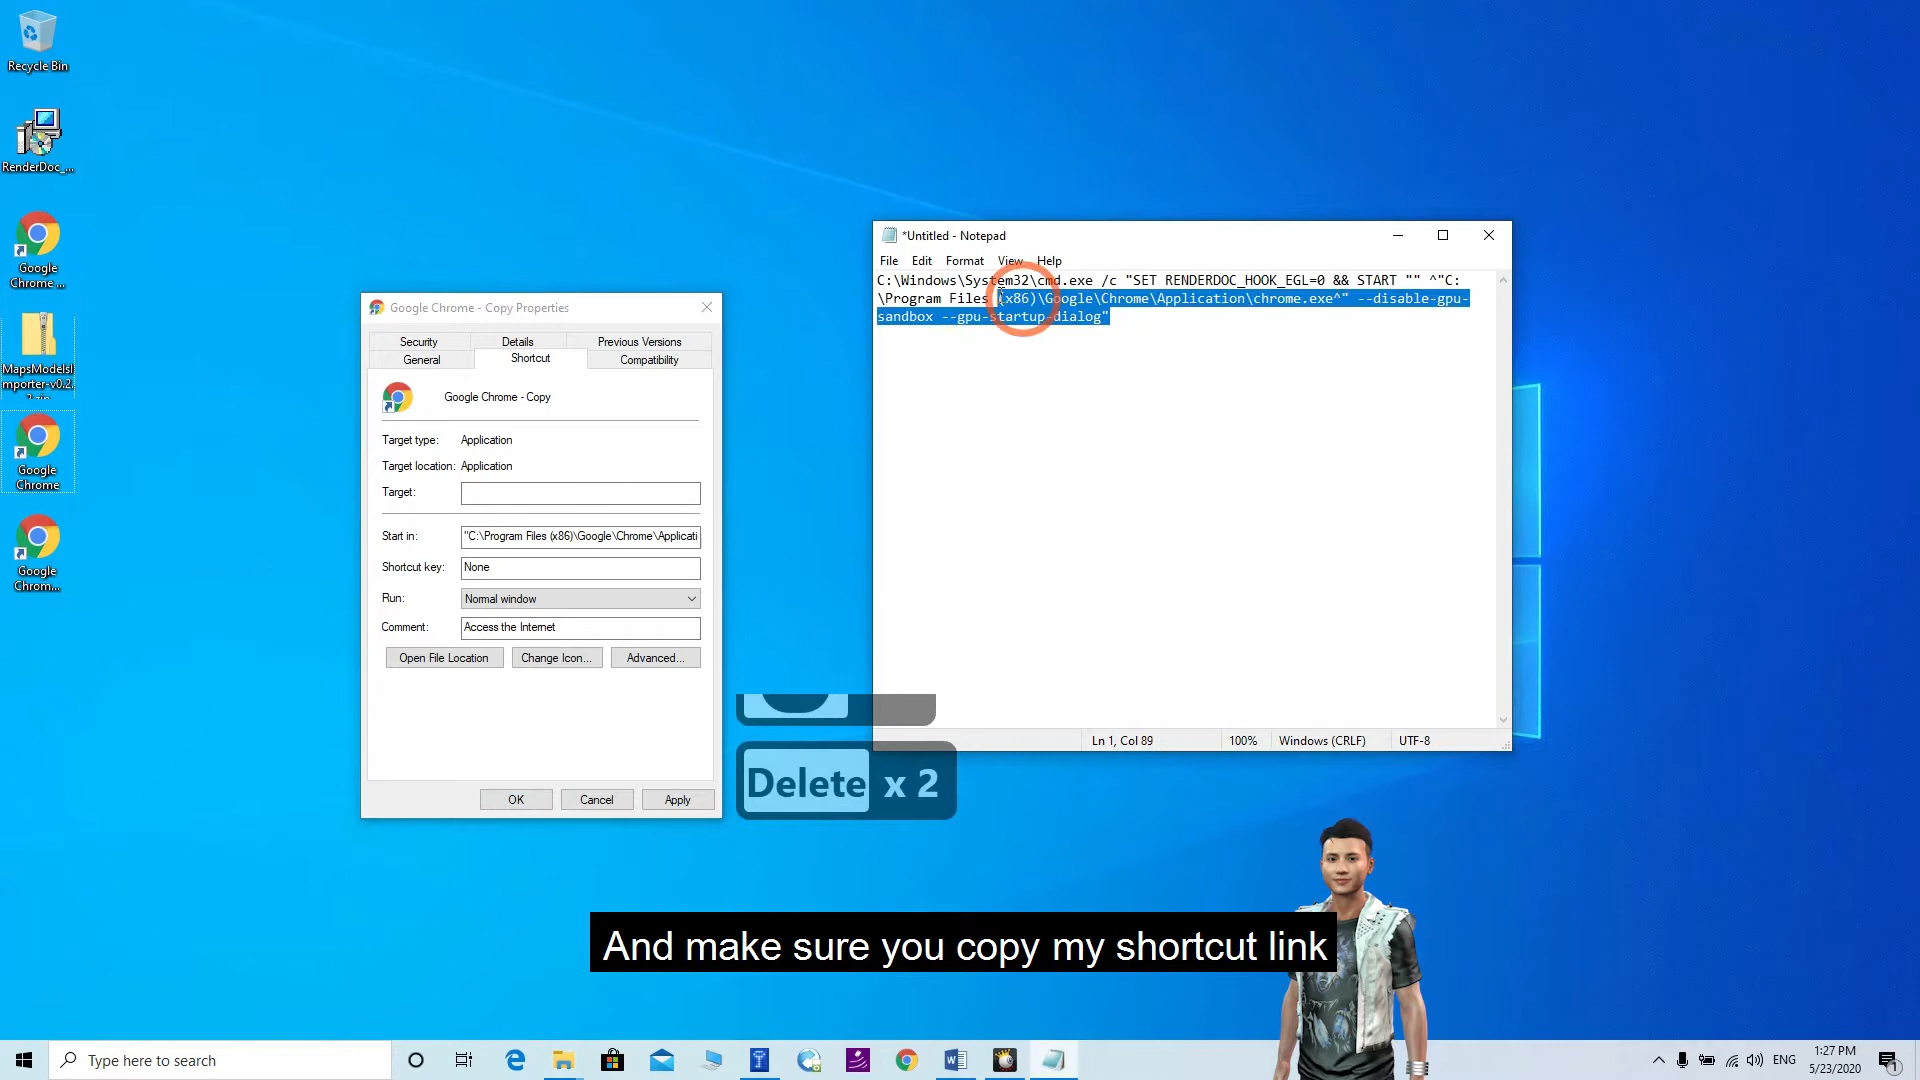 Recycle Bin
RenderDoc_...
Google
Chrome ...
MapsModelsI
mporter-v0.2.
Google
Chrome
Google
Chrom...
Google Chrome - Copy Properties
Security
Details
Previous Versions
General
Shortcut
Compatibility
Google Chrome - Copy
Target type:
Application
Target location:
Application
Target:
Start in:
"C:\Program Files (x86)\Google\Chrome\Applicati
Shortcut key:
None
Run:
Normal window
Comment:
Access the Internet
Open File Location
Change Icon...
Advanced...
OK
Cancel
Apply
*Untitled - Notepad
File
Edit
Format
View
Help
C:\Windows\System32\cmd.exe /c "SET RENDERDOC_HOOK_EGL=0 && START "" ^"C:
\Program Files (x86)\Google\Chrome\Application\chrome.exe^" --disable-gpu-
sandbox --gpu-startup-dialog"
Ln 1, Col 89
100%
Windows (CRLF)
UTF-8
Delete x 2
And make sure you copy my shortcut link
Type here to search
ENG
1:27 PM
5/23/2020
1